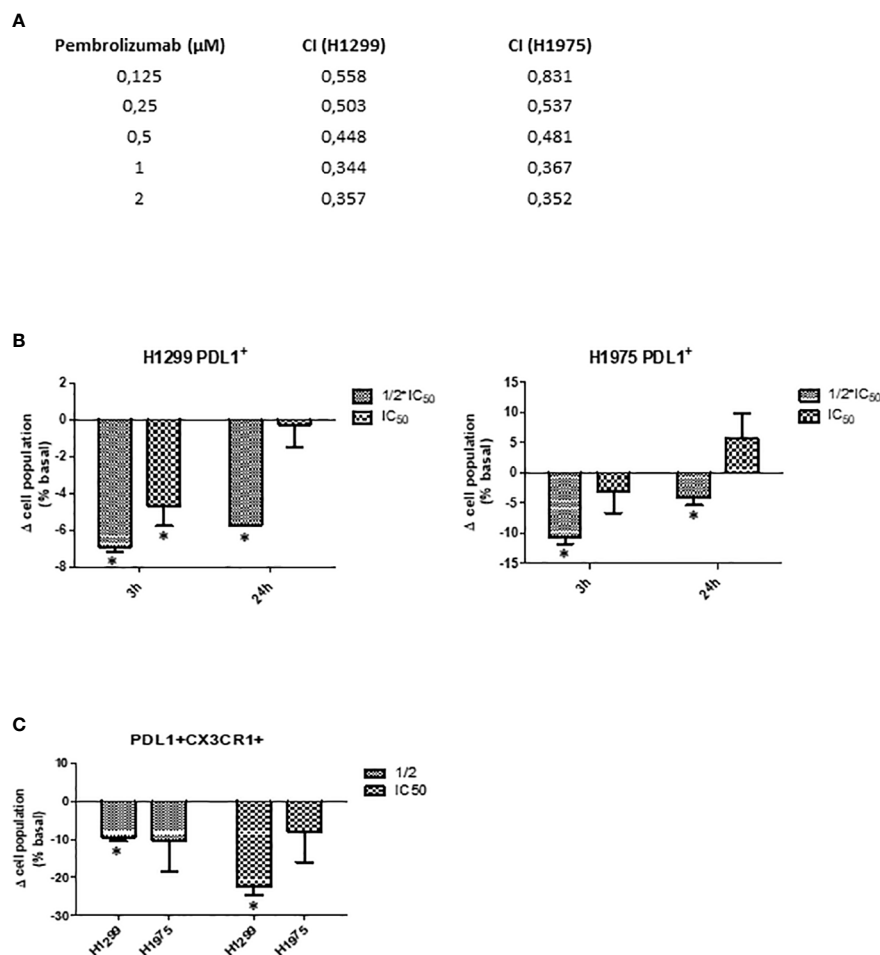 A
Pembrolizumab (µM) CI (H1299) CI (H1975)
0,125 0,558 0,831
0,25 0,503 0,537
0,5 0,448 0,481
1 0,344 0,367
2 0,357 0,352
B
H1299 PDL1+
Δ cell population
(% basal)
2
0
-2
-4
-6
-8
* * *
3h 24h
1/2*IC50
IC50
H1975 PDL1+
Δ cell population
(% basal)
15
10
5
0
-5
-10
-15
* *
3h 24h
1/2*IC50
IC50
C
PDL1+CX3CR1+
Δ cell population
(% basal)
10
0
-10
-20
-30
* *
H1299 H1975 H1299 H1975
1/2
IC50